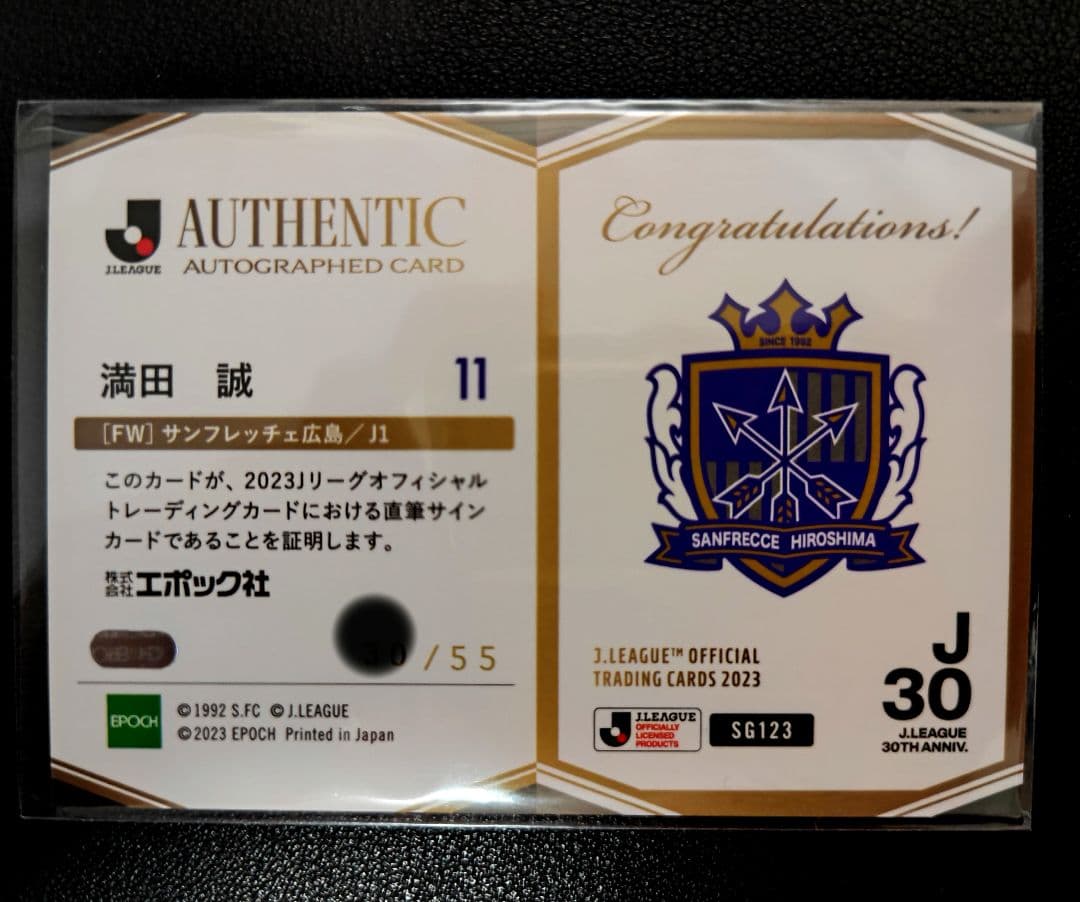 J.LEAGUE
AUTHENTIC
AUTOGRAPHED CARD
満田 誠 11
[FW] サンフレッチェ広島／J1
このカードが、2023Jリーグオフィシャル
トレーディングカードにおける直筆サイン
カードであることを証明します。
株式会社エポック社
/55
EPOCH
©1992 S.FC ©J.LEAGUE
©2023 EPOCH Printed in Japan
Congratulations!
SINCE 1992
SANFRECCE HIROSHIMA
J.LEAGUE™ OFFICIAL
TRADING CARDS 2023
J.LEAGUE
OFFICIALLY
LICENSED
PRODUCTS
SG123
J
30
J.LEAGUE
30TH ANNIV.